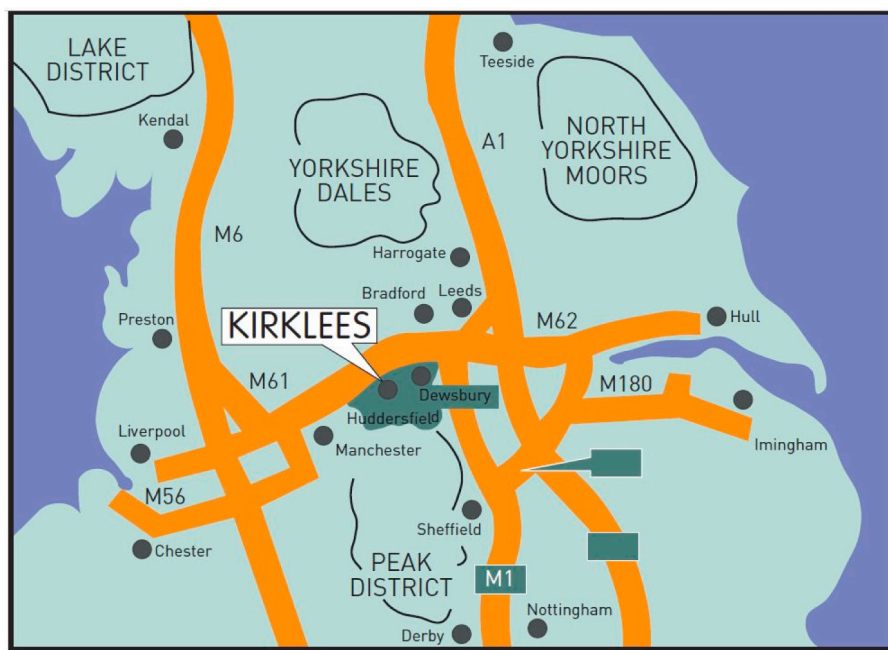 LAKE
DISTRICT
Teeside
Kendal
A1
NORTH
YORKSHIRE
MOORS
YORKSHIRE
DALES
M6
Harrogate
Bradford
Leeds
KIRKLEES
Preston
M62
Hull
M61
M180
Dewsbury
Huddersfield
Liverpool
Manchester
Imingham
M56
Sheffield
Chester
PEAK
DISTRICT
M1
Nottingham
Derby